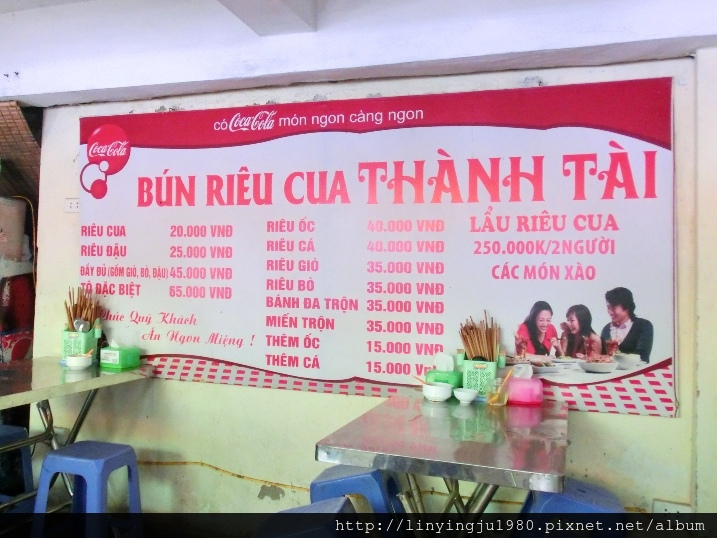 có Coca-Cola món ngon càng ngon
Coca-Cola
BÚN RIÊU CUA THÀNH TÀI
RIÊU CUA 20.000 VNĐ
RIÊU ĐẬU 25.000 VNĐ
ĐẦY ĐỦ (GỒM GIÒ, BÒ, ĐẬU) 45.000 VNĐ
TÔ ĐẶC BIỆT 65.000 VNĐ
Chúc Quý Khách
Ăn Ngon Miệng !
RIÊU ỐC 40.000 VNĐ
RIÊU CÁ 40.000 VNĐ
RIÊU GIÒ 35.000 VNĐ
RIÊU BÒ 35.000 VNĐ
BÁNH ĐA TRỘN 35.000 VNĐ
MIẾN TRỘN 35.000 VNĐ
THÊM ỐC 15.000 VNĐ
THÊM CÁ 15.000 VNĐ
LẨU RIÊU CUA
250.000K/2NGƯỜI
CÁC MÓN XÀO
http://linyingju1980.pixnet.net/album